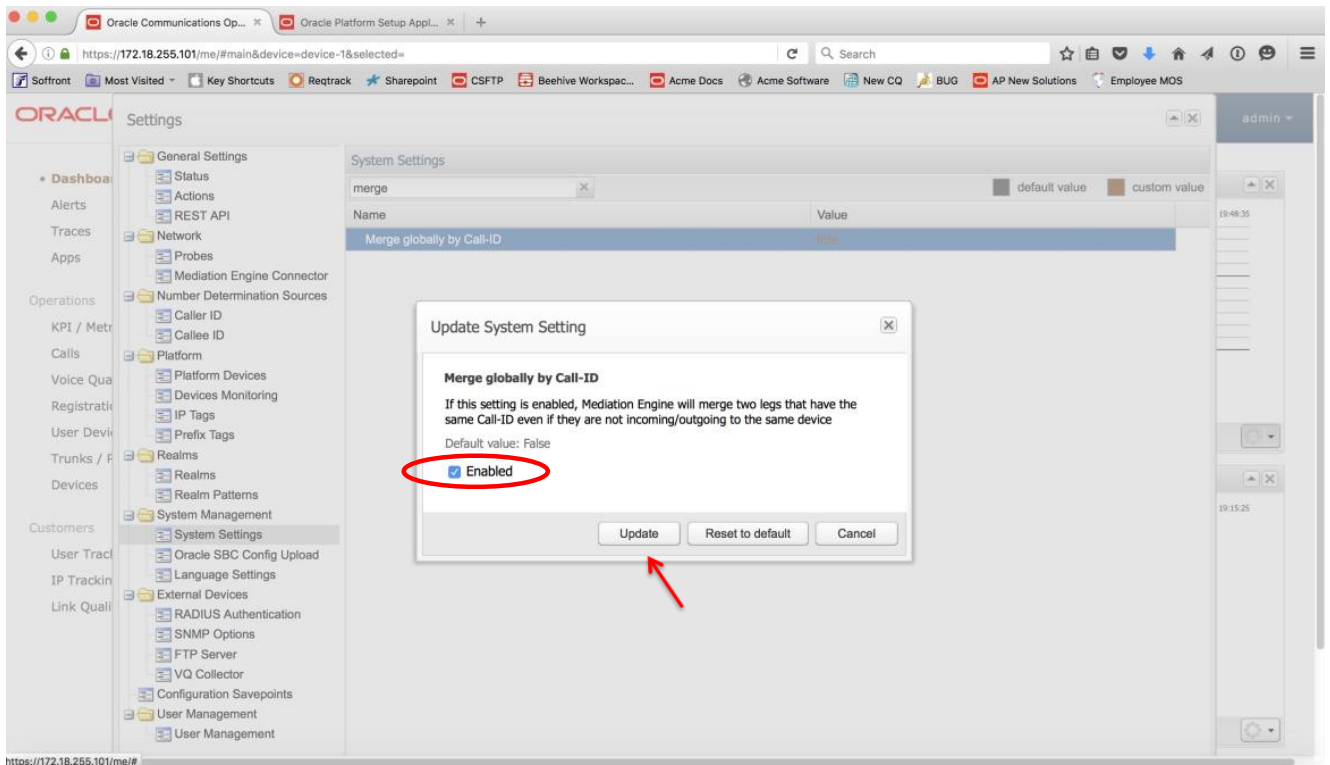 Oracle Communications Op... ×
Oracle Platform Setup Appl... × +
https://172.18.255.101/me/#main&device=device-1&selected=
Search
Soffront Most Visited Key Shortcuts Reqtrack Sharepoint CSFTP Beehive Workspac... Acme Docs Acme Software New CQ BUG AP New Solutions Employee MOS
ORACL
Settings
admin
Dashboa
Alerts
Traces
Apps
Operations
KPI / Metr
Calls
Voice Qua
Registrati
User Devi
Trunks /
Devices
Customers
User Tracl
IP Trackin
Link Quali
General Settings
Status
Actions
REST API
Network
Probes
Mediation Engine Connector
Number Determination Sources
Caller ID
Callee ID
Platform
Platform Devices
Devices Monitoring
IP Tags
Prefix Tags
Realms
Realms
Realm Patterns
System Management
System Settings
Oracle SBC Config Upload
Language Settings
External Devices
RADIUS Authentication
SNMP Options
FTP Server
VQ Collector
Configuration Savepoints
User Management
User Management
System Settings
merge
default value custom value
Name Value
Merge globally by Call-ID true
Update System Setting
Merge globally by Call-ID
If this setting is enabled, Mediation Engine will merge two legs that have the
same Call-ID even if they are not incoming/outgoing to the same device
Default value: False
Enabled
Update Reset to default Cancel
19:48:35
19:15:25
https://172.18.255.101/me/#